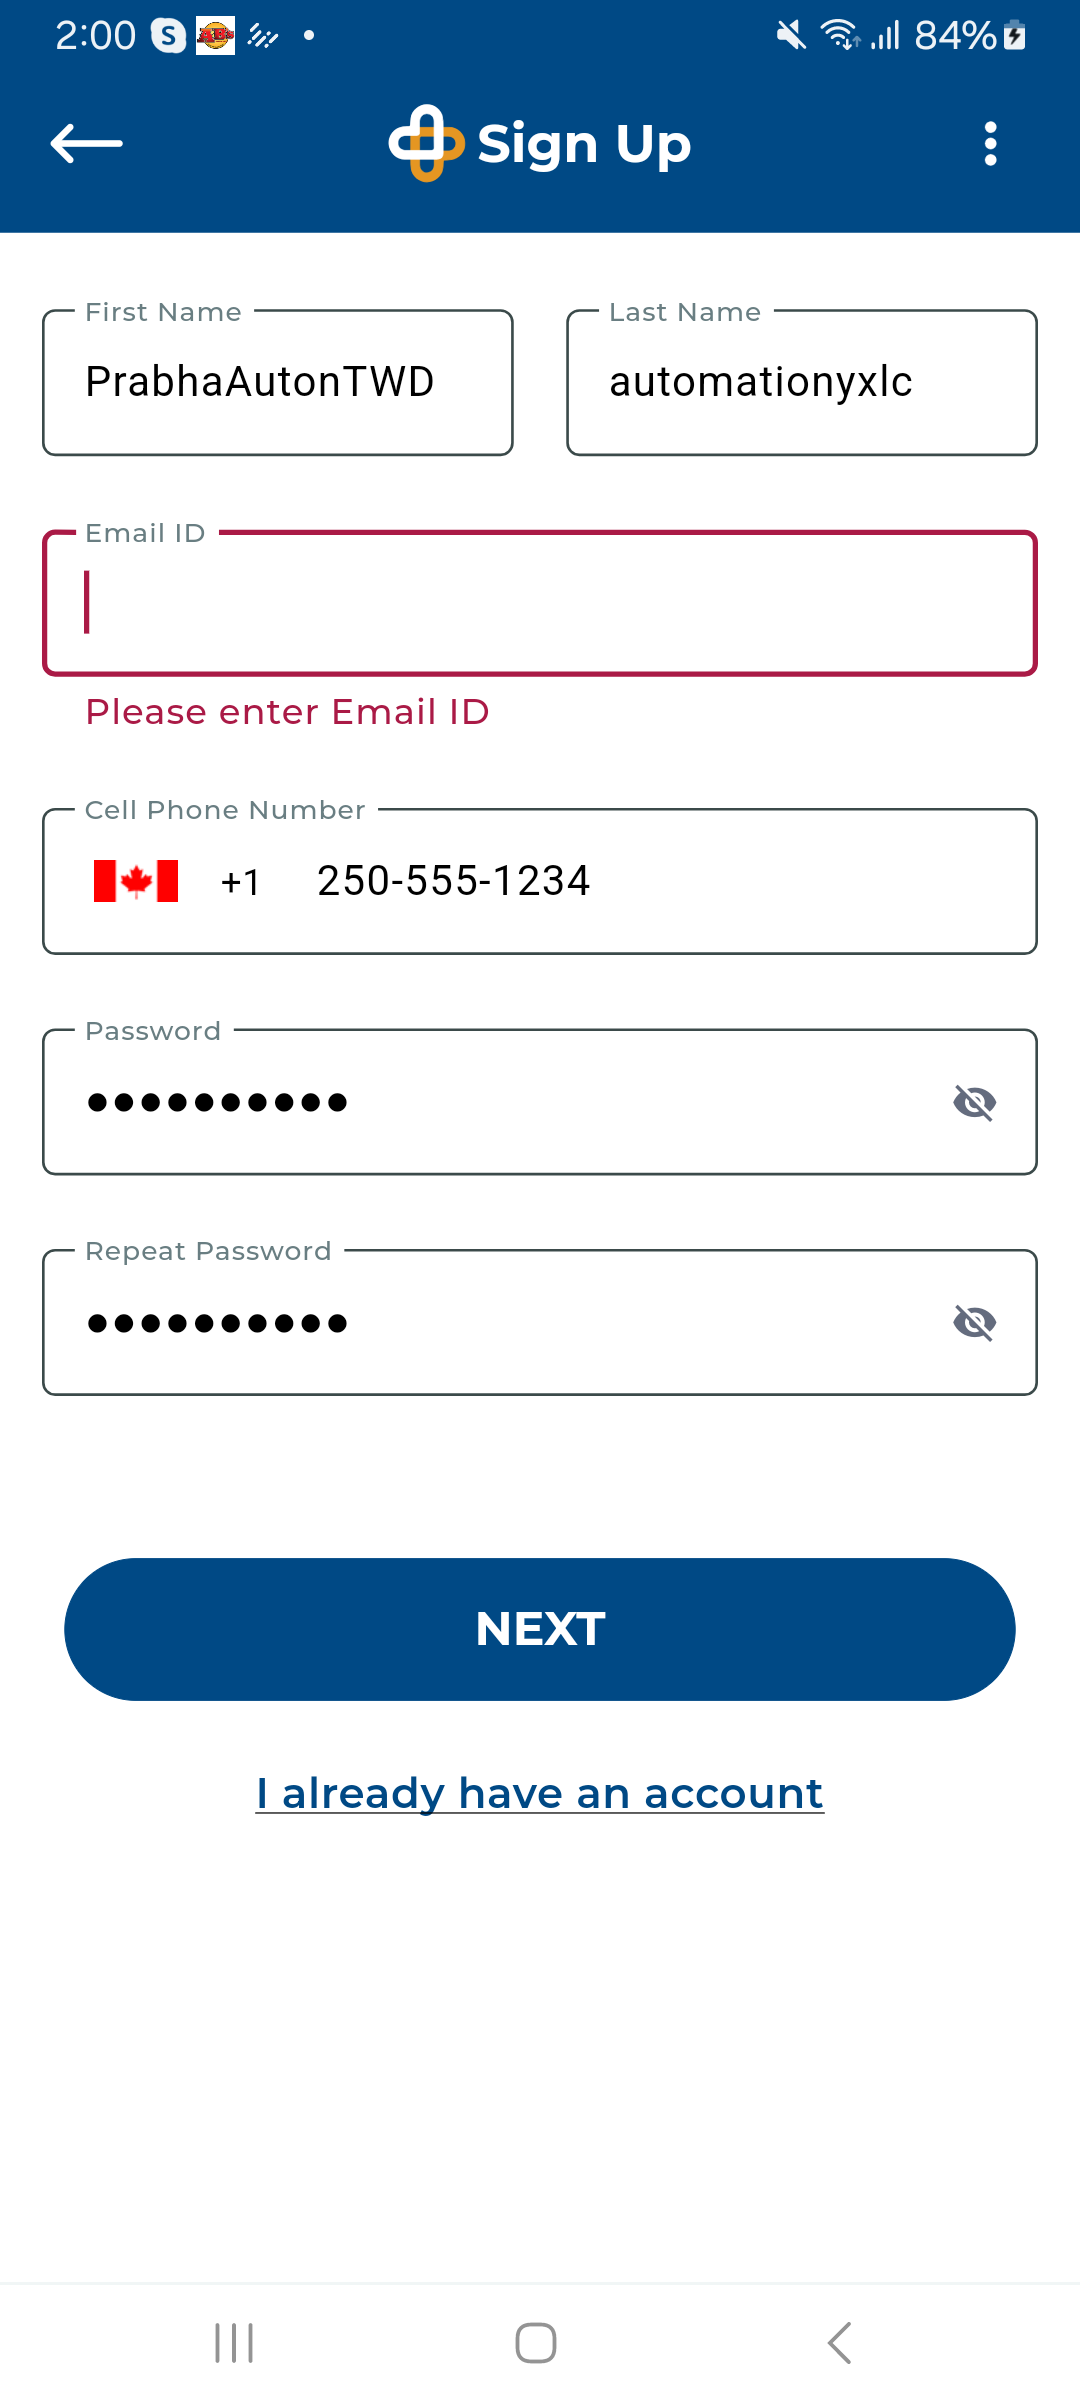 2:00 84%
Sign Up
First Name Last Name
PrabhaAutonTWD automationyxlc
Email ID
Please enter Email ID
Cell Phone Number
+1 250-555-1234
Password
••••••••••
Repeat Password
••••••••••
NEXT
I already have an account